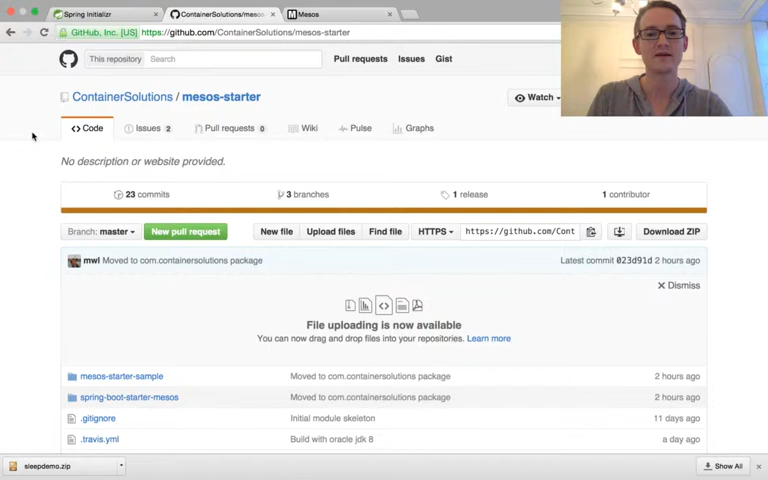 Spring Initializr
ContainerSolutions/meso
Mesos
GitHub, Inc. [US] https://github.com/ContainerSolutions/mesos-starter
This repository Search Pull requests Issues Gist
ContainerSolutions / mesos-starter Watch
Code Issues 2 Pull requests 0 Wiki Pulse Graphs
No description or website provided.
23 commits 3 branches 1 release 1 contributor
Branch: master New pull request New file Upload files Find file HTTPS https://github.com/Cont Download ZIP
mwl Moved to com.containersolutions package Latest commit 023d91d 2 hours ago
Dismiss
File uploading is now available
You can now drag and drop files into your repositories. Learn more
mesos-starter-sample Moved to com.containersolutions package 2 hours ago
spring-boot-starter-mesos Moved to com.containersolutions package 2 hours ago
.gitignore Initial module skeleton 11 days ago
.travis.yml Build with oracle jdk 8 a day ago
sleepdemo.zip Show All